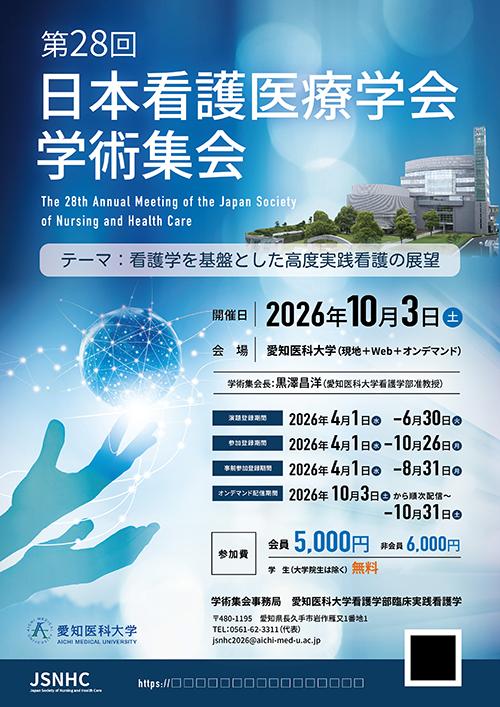 第28回
日本看護医療学会
学術集会
The 28th Annual Meeting of the Japan Society
of Nursing and Health Care
テーマ：看護学を基盤とした高度実践看護の展望
開催日 2026年10月3日 土
会　場 愛知医科大学（現地＋Web＋オンデマンド）
学術集会長：黒澤昌洋（愛知医科大学看護学部准教授）
演題登録期間 2026年4月1日 水 −6月30日 火
参加登録期間 2026年4月1日 水 −10月26日 月
事前参加登録期間 2026年4月1日 水 −8月31日 月
オンデマンド配信期間 2026年10月3日 土 から順次配信〜
−10月31日 土
参加費
会員 5,000円 非会員 6,000円
学　生（大学院生は除く） 無料
学術集会事務局　愛知医科大学看護学部臨床実践看護学
〒480-1195　愛知県長久手市岩作雁又1番地1
TEL：0561-62-3311（代表）
jsnhc2026@aichi-med-u.ac.jp
愛知医科大学
AICHI MEDICAL UNIVERSITY
JSNHC
Japan Society of Nursing and Health Care
https://□□□□□□□□□□□□□□□□